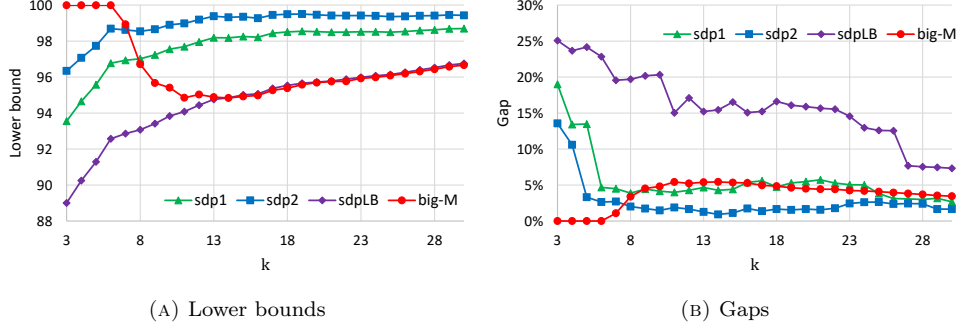 100
98
96
94
92
90
88
Lower bound
sdp1 sdp2 sdpLB big-M
3 8 13 18 23 28
k
(A) Lower bounds
30%
25%
20%
15%
10%
5%
0%
Gap
sdp1 sdp2 sdpLB big-M
3 8 13 18 23 28
k
(B) Gaps